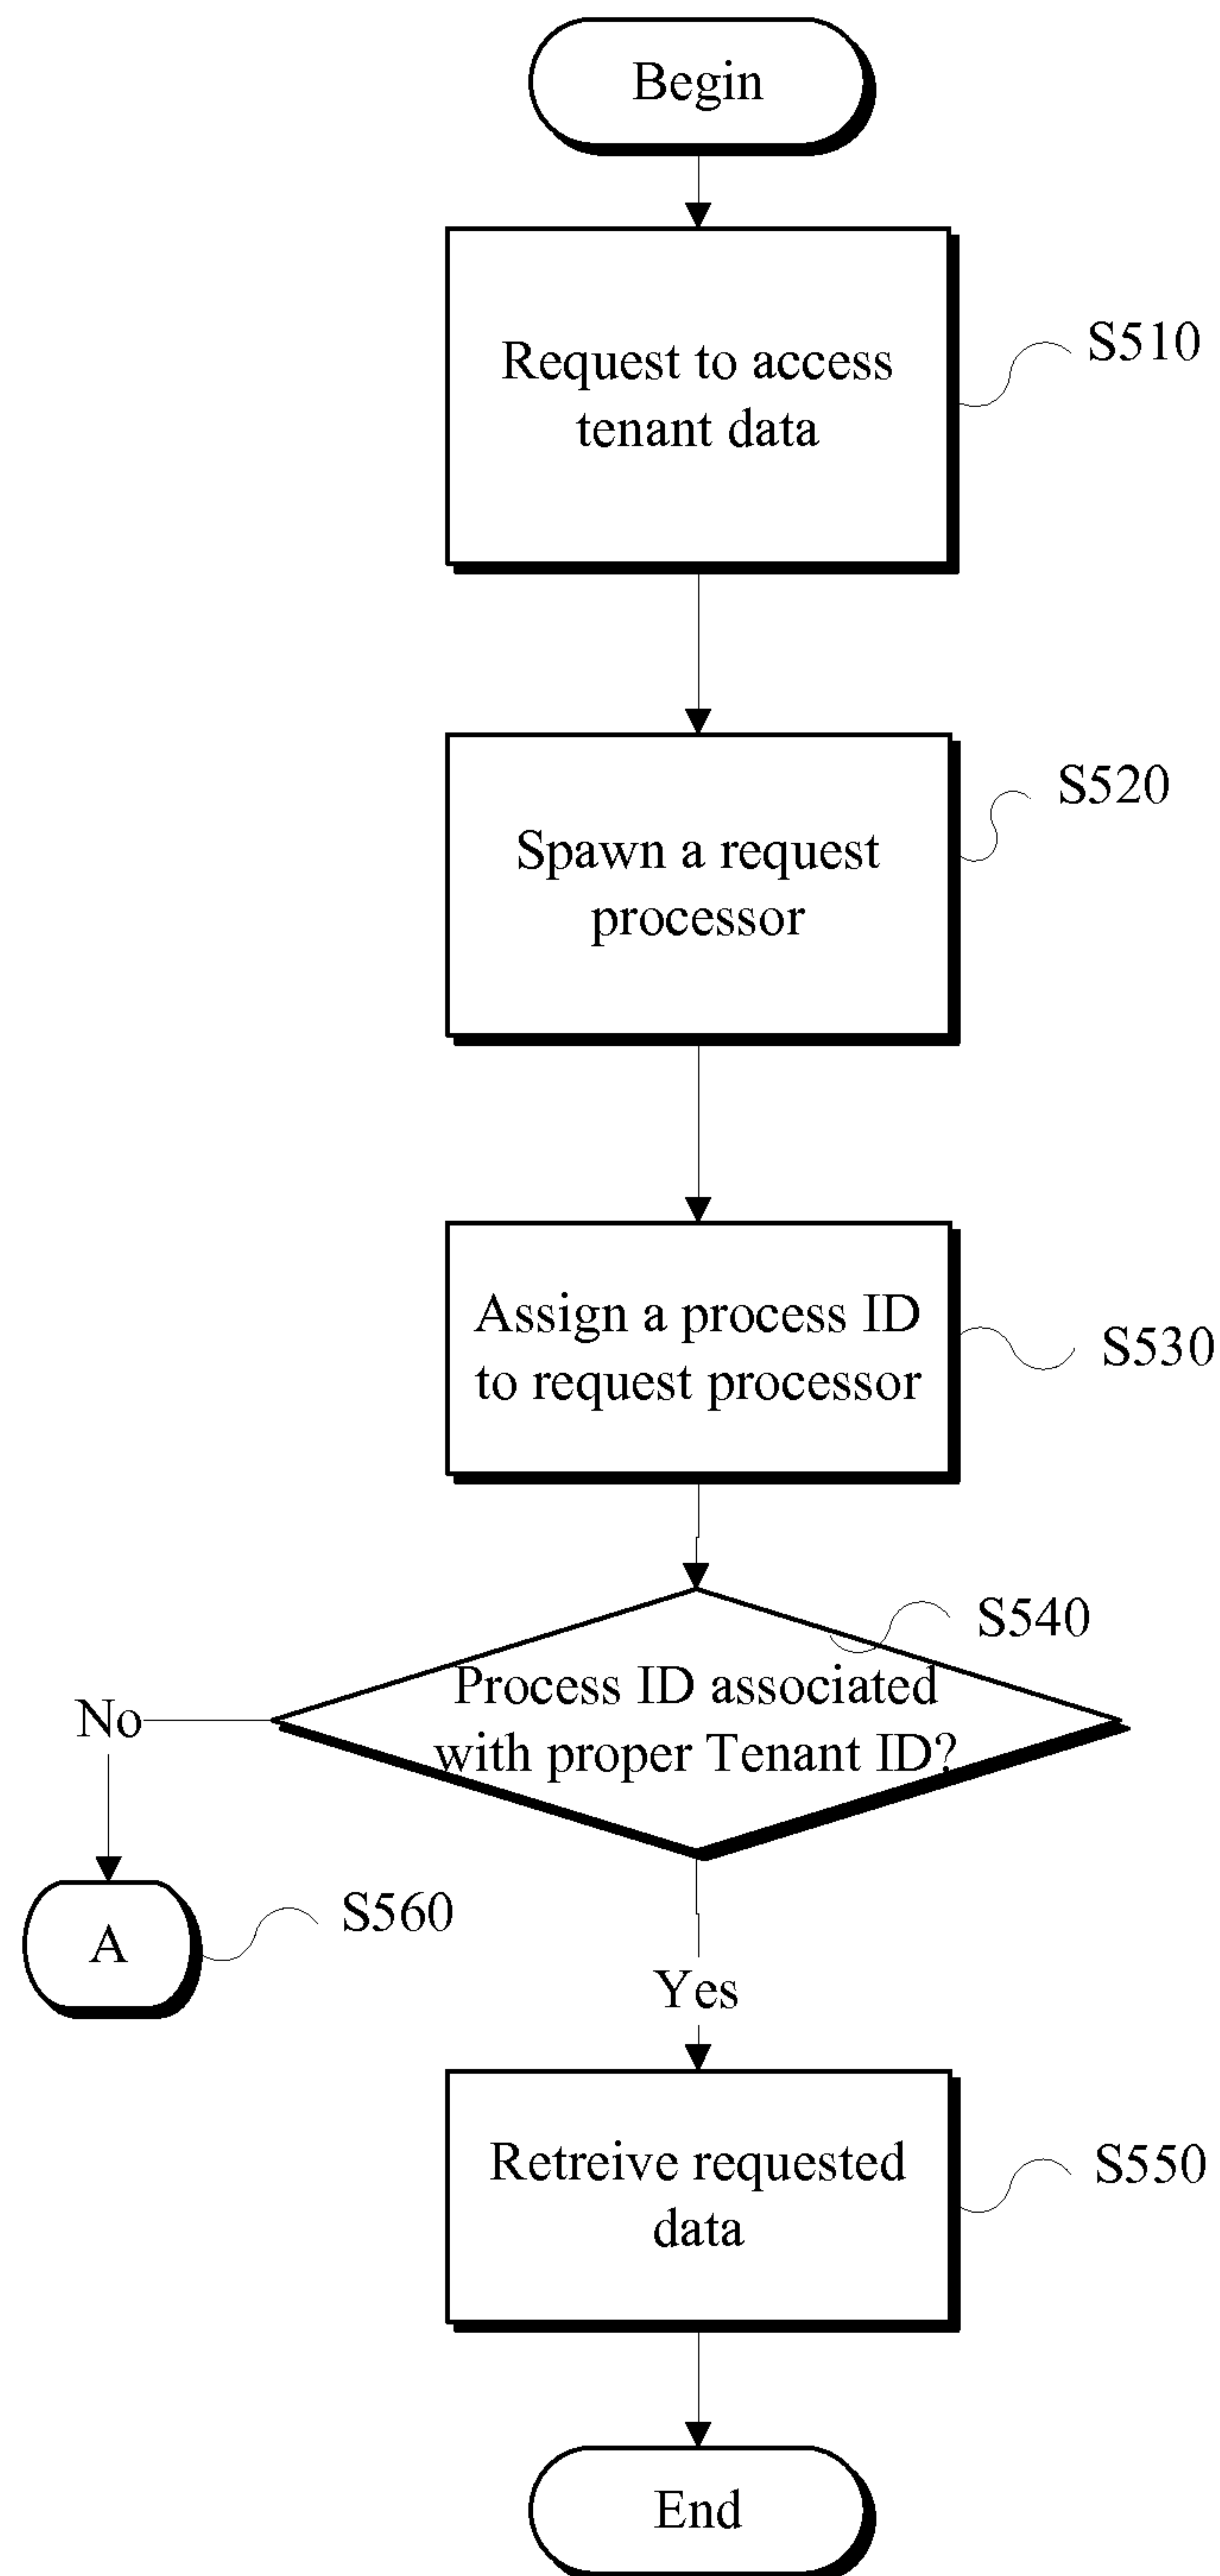 Begin
Request to access
tenant data
S510
Spawn a request
processor
S520
Assign a process ID
to request processor
S530
S540
Process ID associated
with proper Tenant ID?
No
A
S560
Yes
Retreive requested
data
S550
End